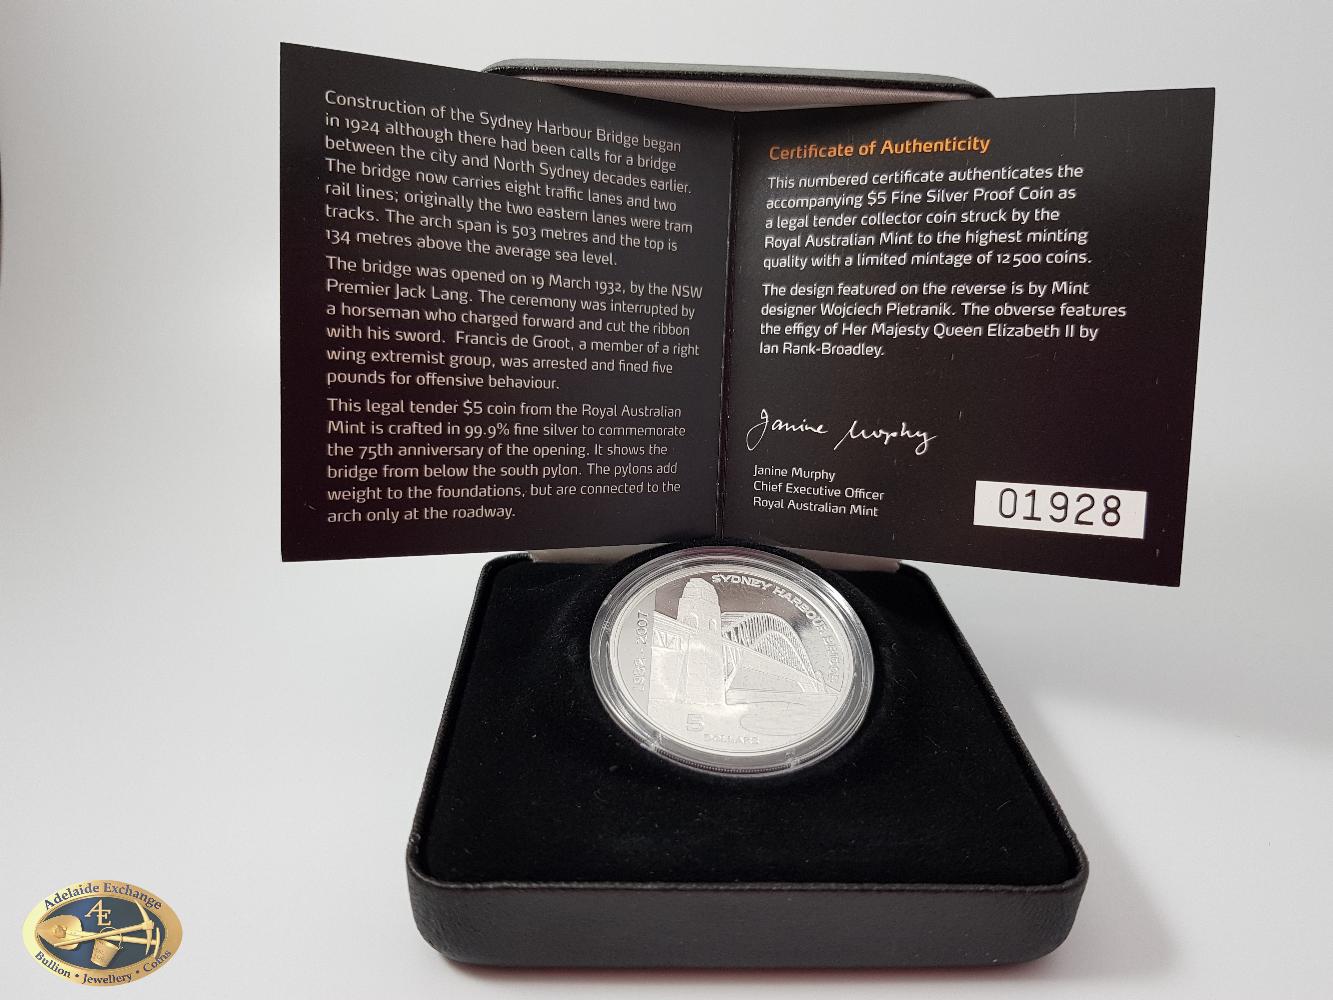 Construction of the Sydney Harbour Bridge began
in 1924 although there had been calls for a bridge
between the city and North Sydney decades earlier.
The bridge now carries eight traffic lanes and two
rail lines; originally the two eastern lanes were tram
tracks. The arch span is 503 metres and the top is
134 metres above the average sea level.
The bridge was opened on 19 March 1932, by the NSW
Premier Jack Lang. The ceremony was interrupted by
a horseman who charged forward and cut the ribbon
with his sword. Francis de Groot, a member of a right
wing extremist group, was arrested and fined five
pounds for offensive behaviour.
This legal tender $5 coin from the Royal Australian
Mint is crafted in 99.9% fine silver to commemorate
the 75th anniversary of the opening. It shows the
bridge from below the south pylon. The pylons add
weight to the foundations, but are connected to the
arch only at the roadway.
Certificate of Authenticity
This numbered certificate authenticates the
accompanying $5 Fine Silver Proof Coin as
a legal tender collector coin struck by the
Royal Australian Mint to the highest minting
quality with a limited mintage of 12 500 coins.
The design featured on the reverse is by Mint
designer Wojciech Pietranik. The obverse features
the effigy of Her Majesty Queen Elizabeth II by
Ian Rank-Broadley.
Janine Murphy
Janine Murphy
Chief Executive Officer
Royal Australian Mint
01928
SYDNEY HARBOUR BRIDGE
1932 - 2007
5
DOLLARS
Adelaide Exchange
AE
Bullion • Jewellery • Coins